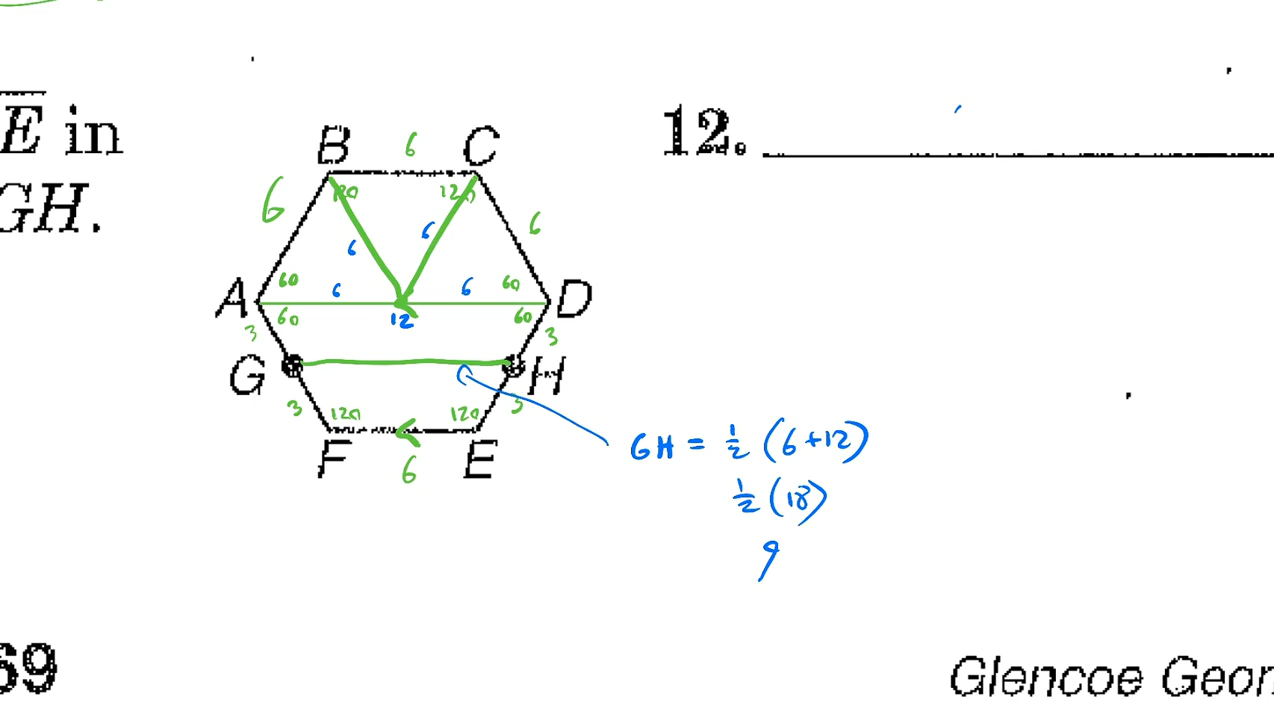 E in
GH.
12.
B 6 C
6 120 120 6
6 6
60 6 6 60
A 60 12 60 D
3 3
G H
3 120 120 3
F 6 E
GH = 1/2 (6+12)
1/2 (18)
9
69
Glencoe Geom